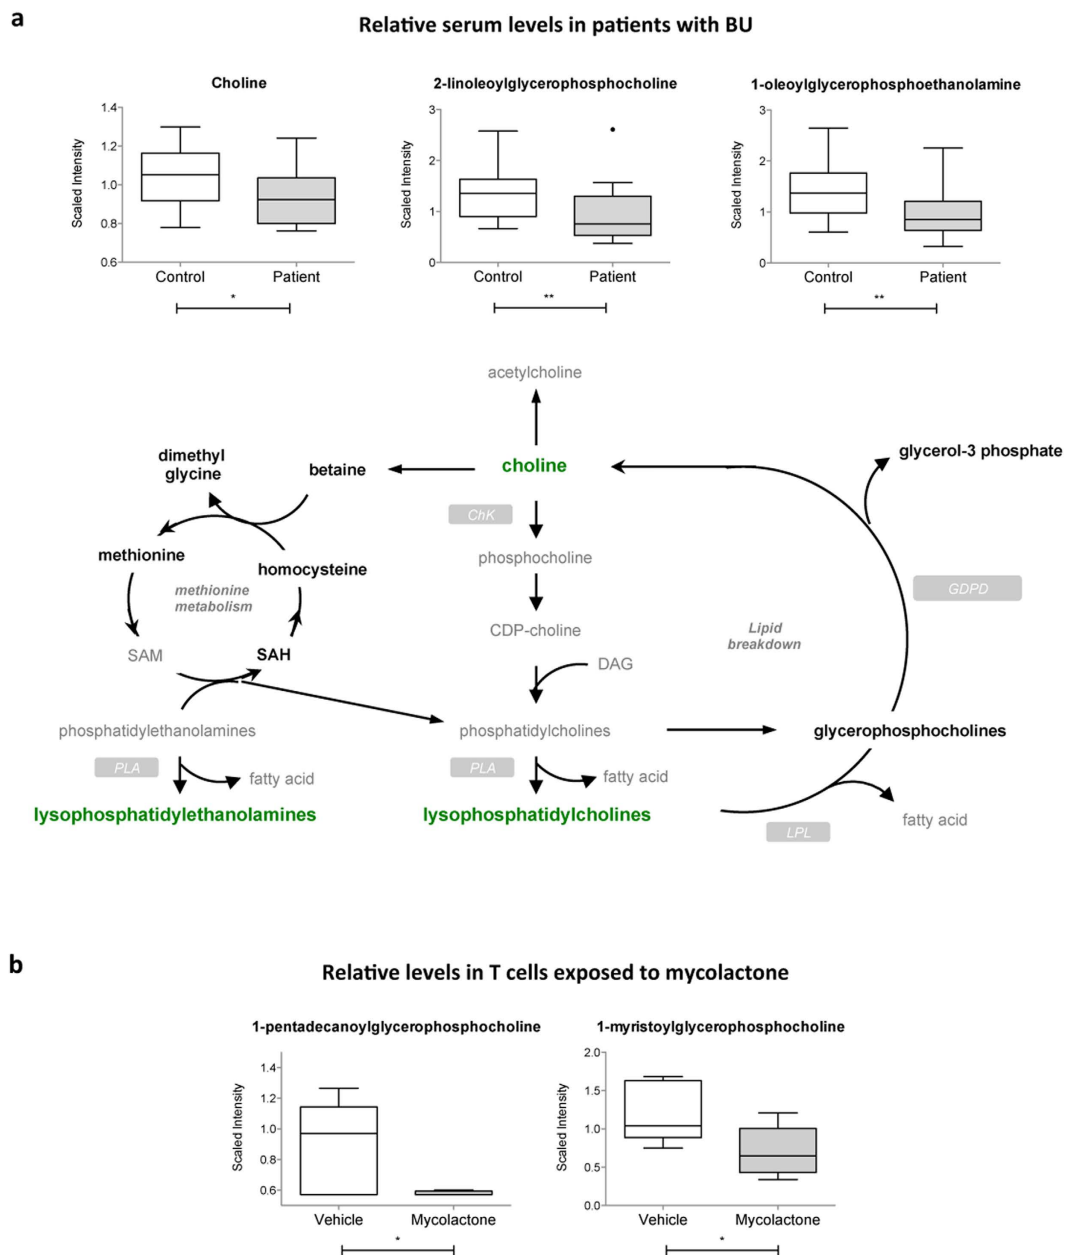 a
Relative serum levels in patients with BU
Choline
Scaled Intensity
1.4
1.2
1.0
0.8
0.6
Control
Patient
*
2-linoleoylglycerophosphocholine
Scaled Intensity
3
2
1
0
Control
Patient
**
1-oleoylglycerophosphoethanolamine
Scaled Intensity
3
2
1
0
Control
Patient
**
acetylcholine
dimethyl
glycine
betaine
choline
glycerol-3 phosphate
ChK
methionine
homocysteine
phosphocholine
methionine
metabolism
GDPD
CDP-choline
Lipid
breakdown
SAM
SAH
DAG
phosphatidylethanolamines
phosphatidylcholines
glycerophosphocholines
PLA
fatty acid
PLA
fatty acid
lysophosphatidylethanolamines
lysophosphatidylcholines
LPL
fatty acid
b
Relative levels in T cells exposed to mycolactone
1-pentadecanoylglycerophosphocholine
Scaled Intensity
1.4
1.2
1.0
0.8
0.6
Vehicle
Mycolactone
*
1-myristoylglycerophosphocholine
Scaled Intensity
2.0
1.5
1.0
0.5
0.0
Vehicle
Mycolactone
*